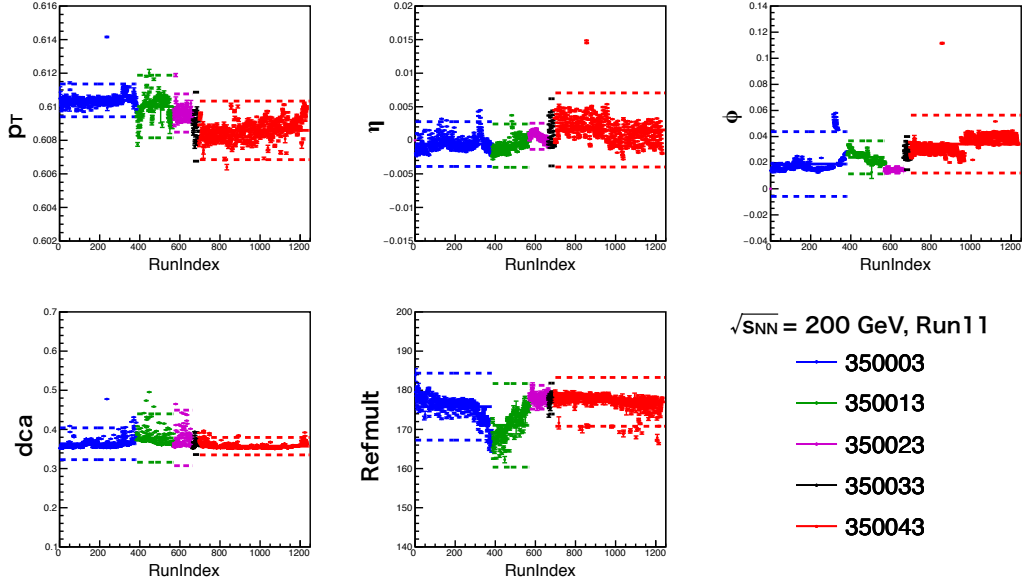 0.616
0.614
0.612
0.61
0.608
0.606
0.604
0.602
pT
0 200 400 600 800 1000 1200
RunIndex
0.02
0.015
0.01
0.005
0
−0.005
−0.01
−0.015
η
0 200 400 600 800 1000 1200
RunIndex
0.14
0.12
0.1
0.08
0.06
0.04
0.02
0
−0.02
−0.04
ϕ
0 200 400 600 800 1000 1200
RunIndex
0.7
0.6
0.5
0.4
0.3
0.2
0.1
dca
0 200 400 600 800 1000 1200
RunIndex
200
190
180
170
160
150
140
Refmult
0 200 400 600 800 1000 1200
RunIndex
√sNN = 200 GeV, Run11
350003
350013
350023
350033
350043